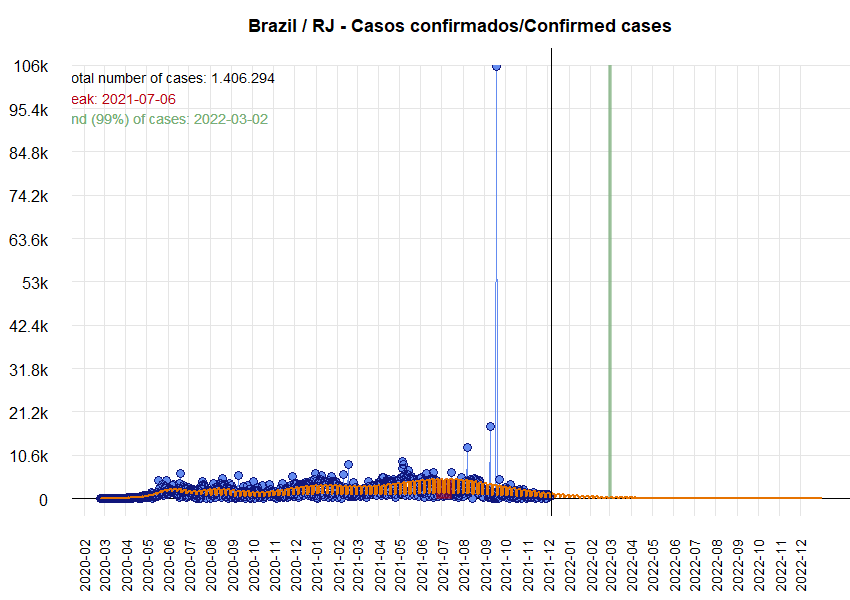 Brazil / RJ - Casos confirmados/Confirmed cases
106k
95.4k
84.8k
74.2k
63.6k
53k
42.4k
31.8k
21.2k
10.6k
0
otal number of cases: 1.406.294
eak: 2021-07-06
nd (99%) of cases: 2022-03-02
2020-02
2020-03
2020-04
2020-05
2020-06
2020-07
2020-08
2020-09
2020-10
2020-11
2020-12
2021-01
2021-02
2021-03
2021-04
2021-05
2021-06
2021-07
2021-08
2021-09
2021-10
2021-11
2021-12
2022-01
2022-02
2022-03
2022-04
2022-05
2022-06
2022-07
2022-08
2022-09
2022-10
2022-11
2022-12